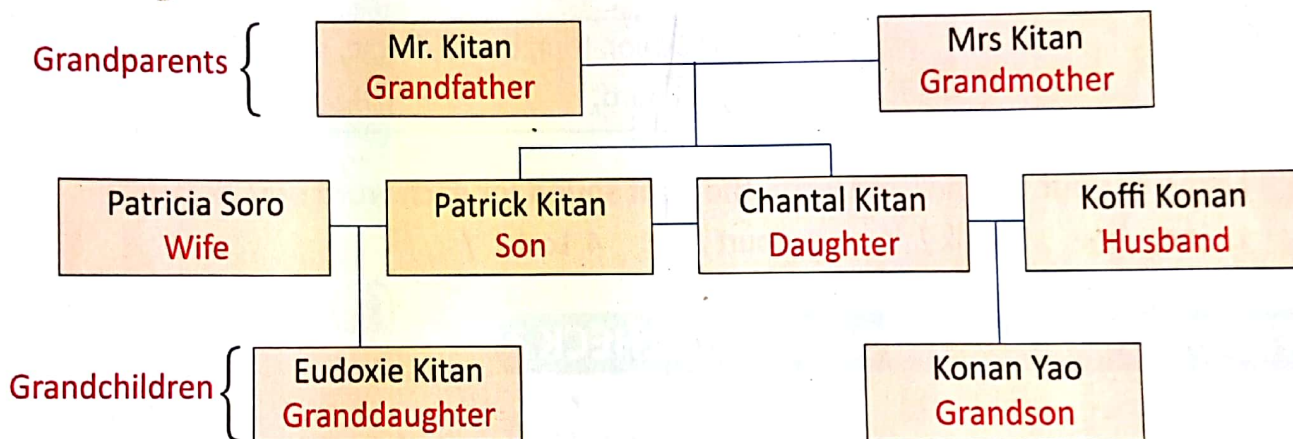 Grandparents
Mr. Kitan
Grandfather
Mrs Kitan
Grandmother
Patricia Soro
Wife
Patrick Kitan
Son
Chantal Kitan
Daughter
Koffi Konan
Husband
Grandchildren
Eudoxie Kitan
Granddaughter
Konan Yao
Grandson